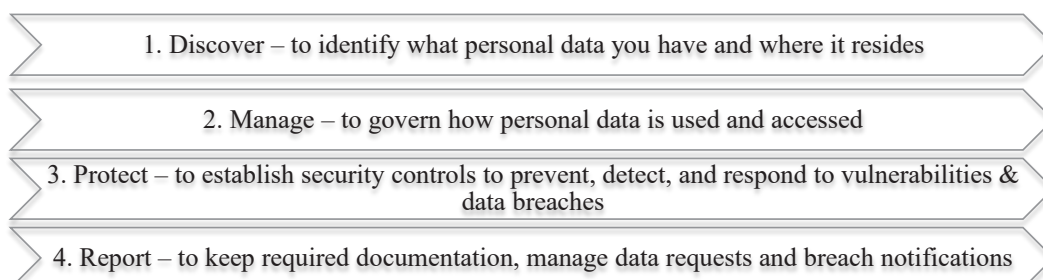 1. Discover – to identify what personal data you have and where it resides
2. Manage – to govern how personal data is used and accessed
3. Protect – to establish security controls to prevent, detect, and respond to vulnerabilities &
data breaches
4. Report – to keep required documentation, manage data requests and breach notifications